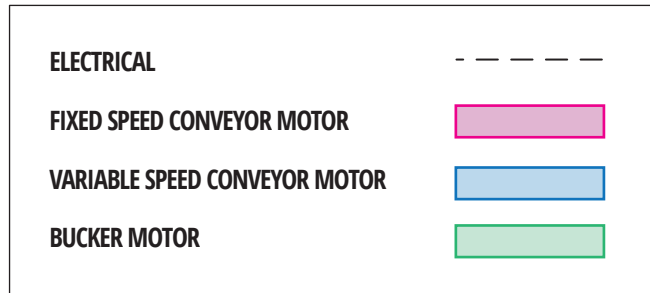 ELECTRICAL
FIXED SPEED CONVEYOR MOTOR
VARIABLE SPEED CONVEYOR MOTOR
BUCKER MOTOR